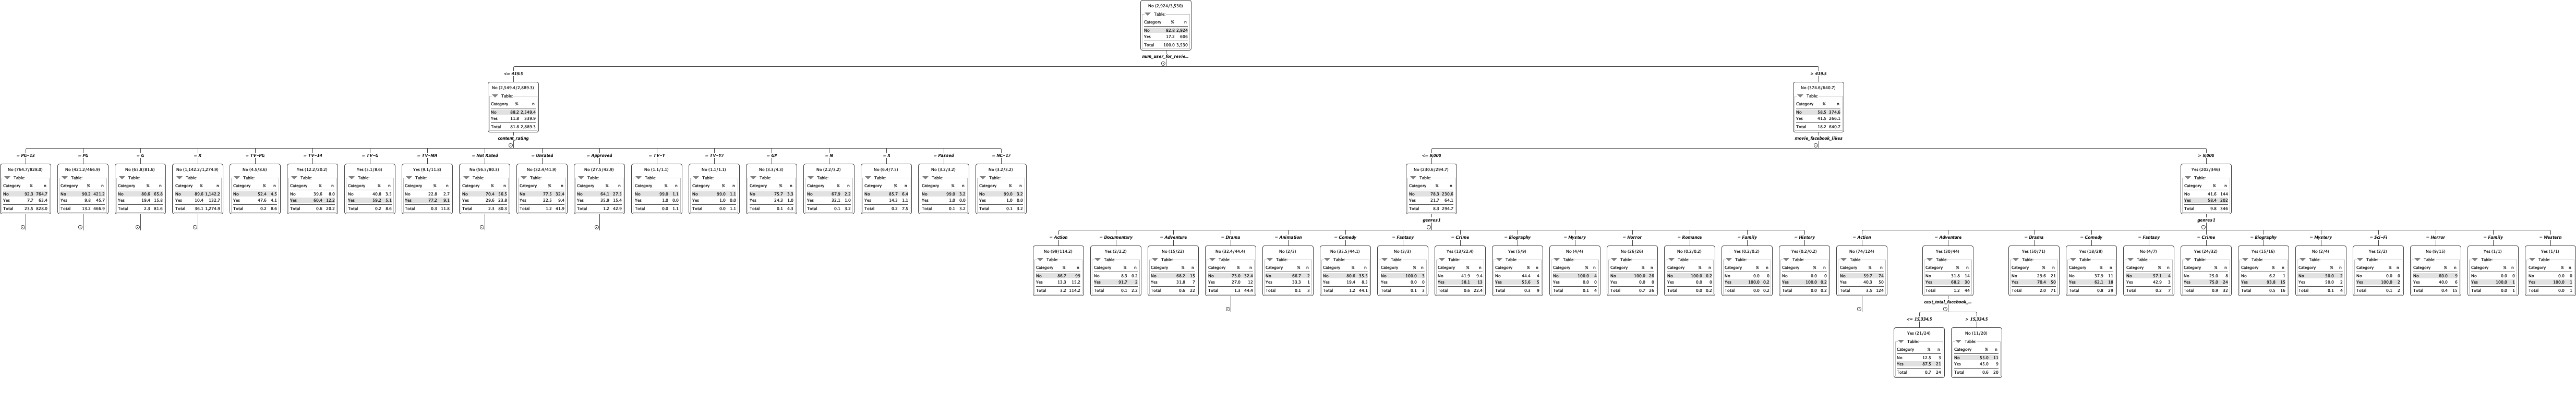 No (2,924/3,530)
Table:
Category % n
No 82.8 2,924
Yes 17.2 606
Total 100.0 3,530
num_user_for_revie...
<= 419.5
> 419.5
No (2,549.4/2,889.3)
Table:
Category % n
No 88.2 2,549.4
Yes 11.8 339.9
Total 81.8 2,889.3
content_rating
No (374.6/640.7)
Table:
Category % n
No 58.5 374.6
Yes 41.5 266.1
Total 18.2 640.7
movie_facebook_likes
= PG-13
= PG
= G
= R
= TV-PG
= TV-14
= TV-G
= TV-MA
= Not Rated
= Unrated
= Approved
= TV-Y
= TV-Y7
= GP
= M
= X
= Passed
= NC-17
<= 9,000
> 9,000
No (764.7/828.0)
Table:
Category % n
No 92.3 764.7
Yes 7.7 63.4
Total 23.5 828.0
No (421.2/466.9)
Table:
Category % n
No 90.2 421.2
Yes 9.8 45.7
Total 13.2 466.9
No (65.8/81.6)
Table:
Category % n
No 80.6 65.8
Yes 19.4 15.8
Total 2.3 81.6
No (1,142.2/1,274.9)
Table:
Category % n
No 89.6 1,142.2
Yes 10.4 132.7
Total 36.1 1,274.9
No (4.5/8.6)
Table:
Category % n
No 52.4 4.5
Yes 47.6 4.1
Total 0.2 8.6
Yes (12.2/20.2)
Table:
Category % n
No 39.6 8.0
Yes 60.4 12.2
Total 0.6 20.2
Yes (5.1/8.6)
Table:
Category % n
No 40.8 3.5
Yes 59.2 5.1
Total 0.2 8.6
Yes (9.1/11.8)
Table:
Category % n
No 22.8 2.7
Yes 77.2 9.1
Total 0.3 11.8
No (56.5/80.3)
Table:
Category % n
No 70.4 56.5
Yes 29.6 23.8
Total 2.3 80.3
No (32.4/41.9)
Table:
Category % n
No 77.5 32.4
Yes 22.5 9.4
Total 1.2 41.9
No (27.5/42.9)
Table:
Category % n
No 64.1 27.5
Yes 35.9 15.4
Total 1.2 42.9
No (1.1/1.1)
Table:
Category % n
No 99.0 1.1
Yes 1.0 0.0
Total 0.0 1.1
No (1.1/1.1)
Table:
Category % n
No 99.0 1.1
Yes 1.0 0.0
Total 0.0 1.1
No (3.3/4.3)
Table:
Category % n
No 75.7 3.3
Yes 24.3 1.0
Total 0.1 4.3
No (2.2/3.2)
Table:
Category % n
No 67.9 2.2
Yes 32.1 1.0
Total 0.1 3.2
No (6.4/7.5)
Table:
Category % n
No 85.7 6.4
Yes 14.3 1.1
Total 0.2 7.5
No (3.2/3.2)
Table:
Category % n
No 99.0 3.2
Yes 1.0 0.0
Total 0.1 3.2
No (3.2/3.2)
Table:
Category % n
No 99.0 3.2
Yes 1.0 0.0
Total 0.1 3.2
No (230.6/294.7)
Table:
Category % n
No 78.3 230.6
Yes 21.7 64.1
Total 8.3 294.7
genres1
Yes (202/346)
Table:
Category % n
No 41.6 144
Yes 58.4 202
Total 9.8 346
genres1
= Action
= Documentary
= Adventure
= Drama
= Animation
= Comedy
= Fantasy
= Crime
= Biography
= Mystery
= Horror
= Romance
= Family
= History
= Action
= Adventure
= Drama
= Comedy
= Fantasy
= Crime
= Biography
= Mystery
= Sci-Fi
= Horror
= Family
= Western
No (99/114.2)
Table:
Category % n
No 86.7 99
Yes 13.3 15.2
Total 3.2 114.2
Yes (2/2.2)
Table:
Category % n
No 8.3 0.2
Yes 91.7 2
Total 0.1 2.2
No (15/22)
Table:
Category % n
No 68.2 15
Yes 31.8 7
Total 0.6 22
No (32.4/44.4)
Table:
Category % n
No 73.0 32.4
Yes 27.0 12
Total 1.3 44.4
No (2/3)
Table:
Category % n
No 66.7 2
Yes 33.3 1
Total 0.1 3
No (35.5/44.1)
Table:
Category % n
No 80.6 35.5
Yes 19.4 8.5
Total 1.2 44.1
No (3/3)
Table:
Category % n
No 100.0 3
Yes 0.0 0
Total 0.1 3
Yes (13/22.4)
Table:
Category % n
No 41.9 9.4
Yes 58.1 13
Total 0.6 22.4
Yes (5/9)
Table:
Category % n
No 44.4 4
Yes 55.6 5
Total 0.3 9
No (4/4)
Table:
Category % n
No 100.0 4
Yes 0.0 0
Total 0.1 4
No (26/26)
Table:
Category % n
No 100.0 26
Yes 0.0 0
Total 0.7 26
No (0.2/0.2)
Table:
Category % n
No 100.0 0.2
Yes 0.0 0
Total 0.0 0.2
Yes (0.2/0.2)
Table:
Category % n
No 0.0 0
Yes 100.0 0.2
Total 0.0 0.2
Yes (0.2/0.2)
Table:
Category % n
No 0.0 0
Yes 100.0 0.2
Total 0.0 0.2
No (74/124)
Table:
Category % n
No 59.7 74
Yes 40.3 50
Total 3.5 124
Yes (30/44)
Table:
Category % n
No 31.8 14
Yes 68.2 30
Total 1.2 44
cast_total_facebook_...
Yes (50/71)
Table:
Category % n
No 29.6 21
Yes 70.4 50
Total 2.0 71
Yes (18/29)
Table:
Category % n
No 37.9 11
Yes 62.1 18
Total 0.8 29
No (4/7)
Table:
Category % n
No 57.1 4
Yes 42.9 3
Total 0.2 7
Yes (24/32)
Table:
Category % n
No 25.0 8
Yes 75.0 24
Total 0.9 32
Yes (15/16)
Table:
Category % n
No 6.2 1
Yes 93.8 15
Total 0.5 16
No (2/4)
Table:
Category % n
No 50.0 2
Yes 50.0 2
Total 0.1 4
Yes (2/2)
Table:
Category % n
No 0.0 0
Yes 100.0 2
Total 0.1 2
No (9/15)
Table:
Category % n
No 60.0 9
Yes 40.0 6
Total 0.4 15
Yes (1/1)
Table:
Category % n
No 0.0 0
Yes 100.0 1
Total 0.0 1
Yes (1/1)
Table:
Category % n
No 0.0 0
Yes 100.0 1
Total 0.0 1
<= 15,334.5
> 15,334.5
Yes (21/24)
Table:
Category % n
No 12.5 3
Yes 87.5 21
Total 0.7 24
No (11/20)
Table:
Category % n
No 55.0 11
Yes 45.0 9
Total 0.6 20